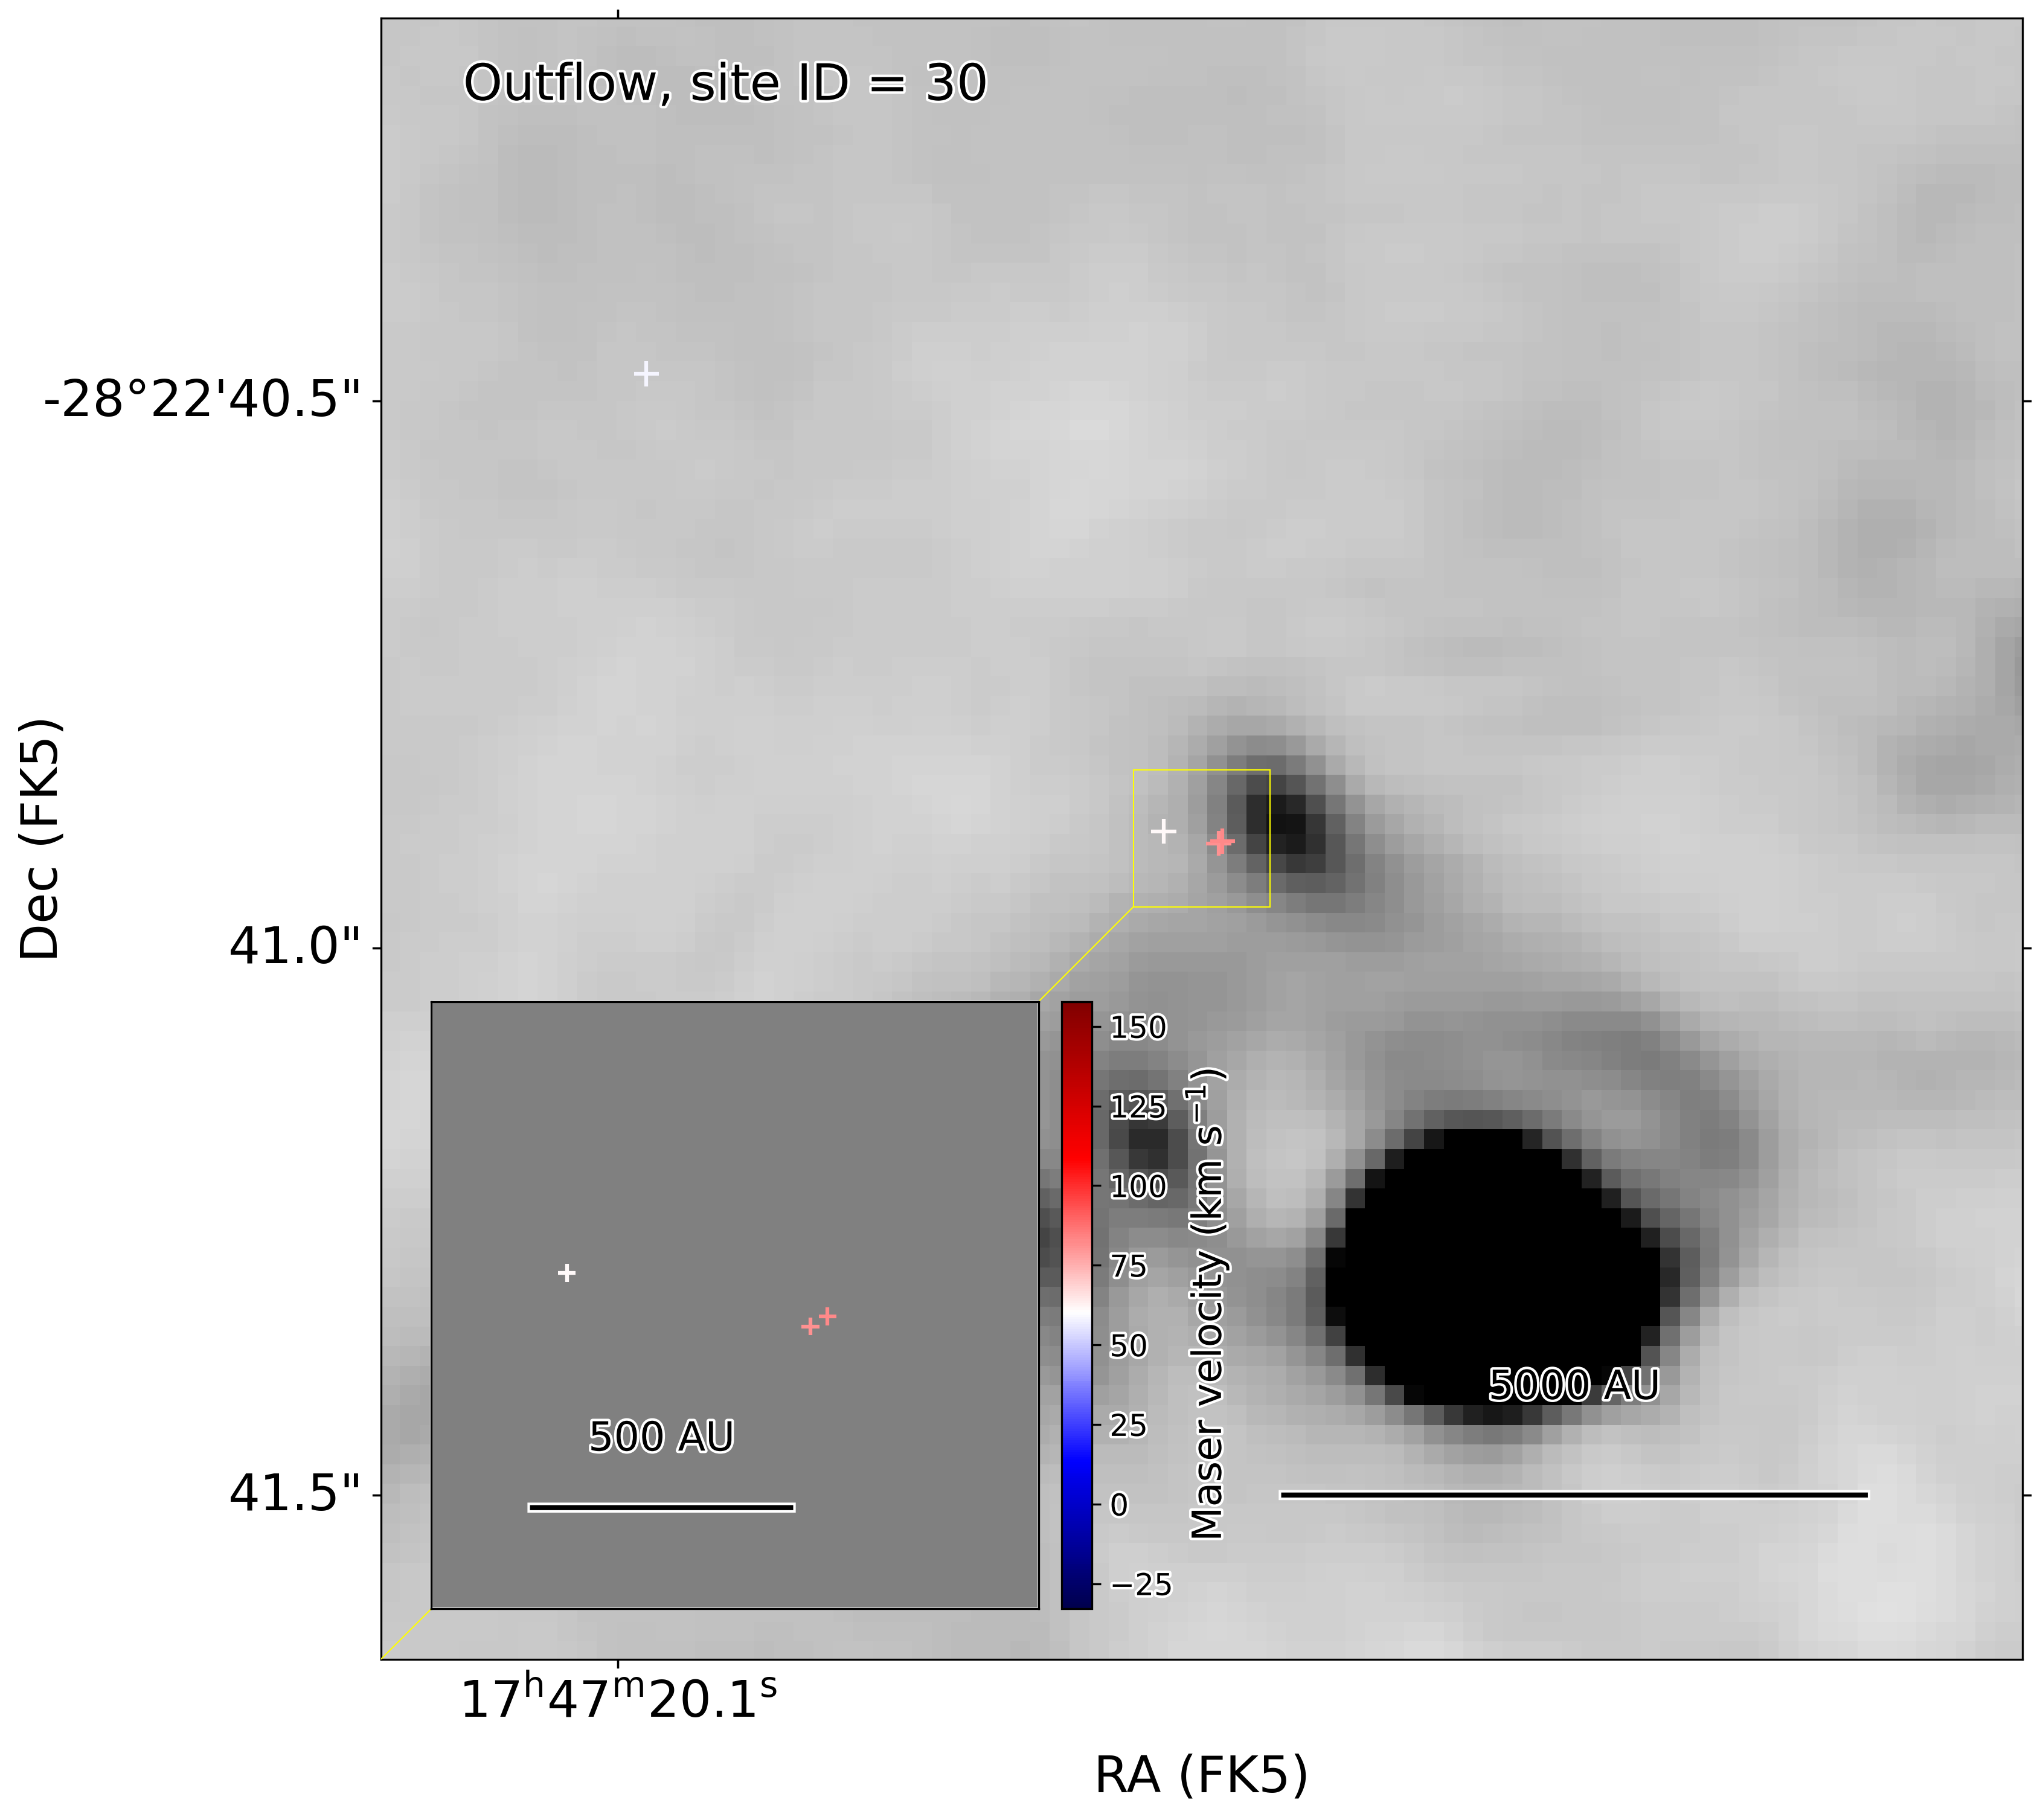 Outflow, site ID = 30
-28°22'40.5"
41.0"
41.5"
Dec (FK5)
150
125
100
75
50
25
0
−25
Maser velocity (km s⁻¹)
500 AU
5000 AU
17ʰ47ᵐ20.1ˢ
RA (FK5)